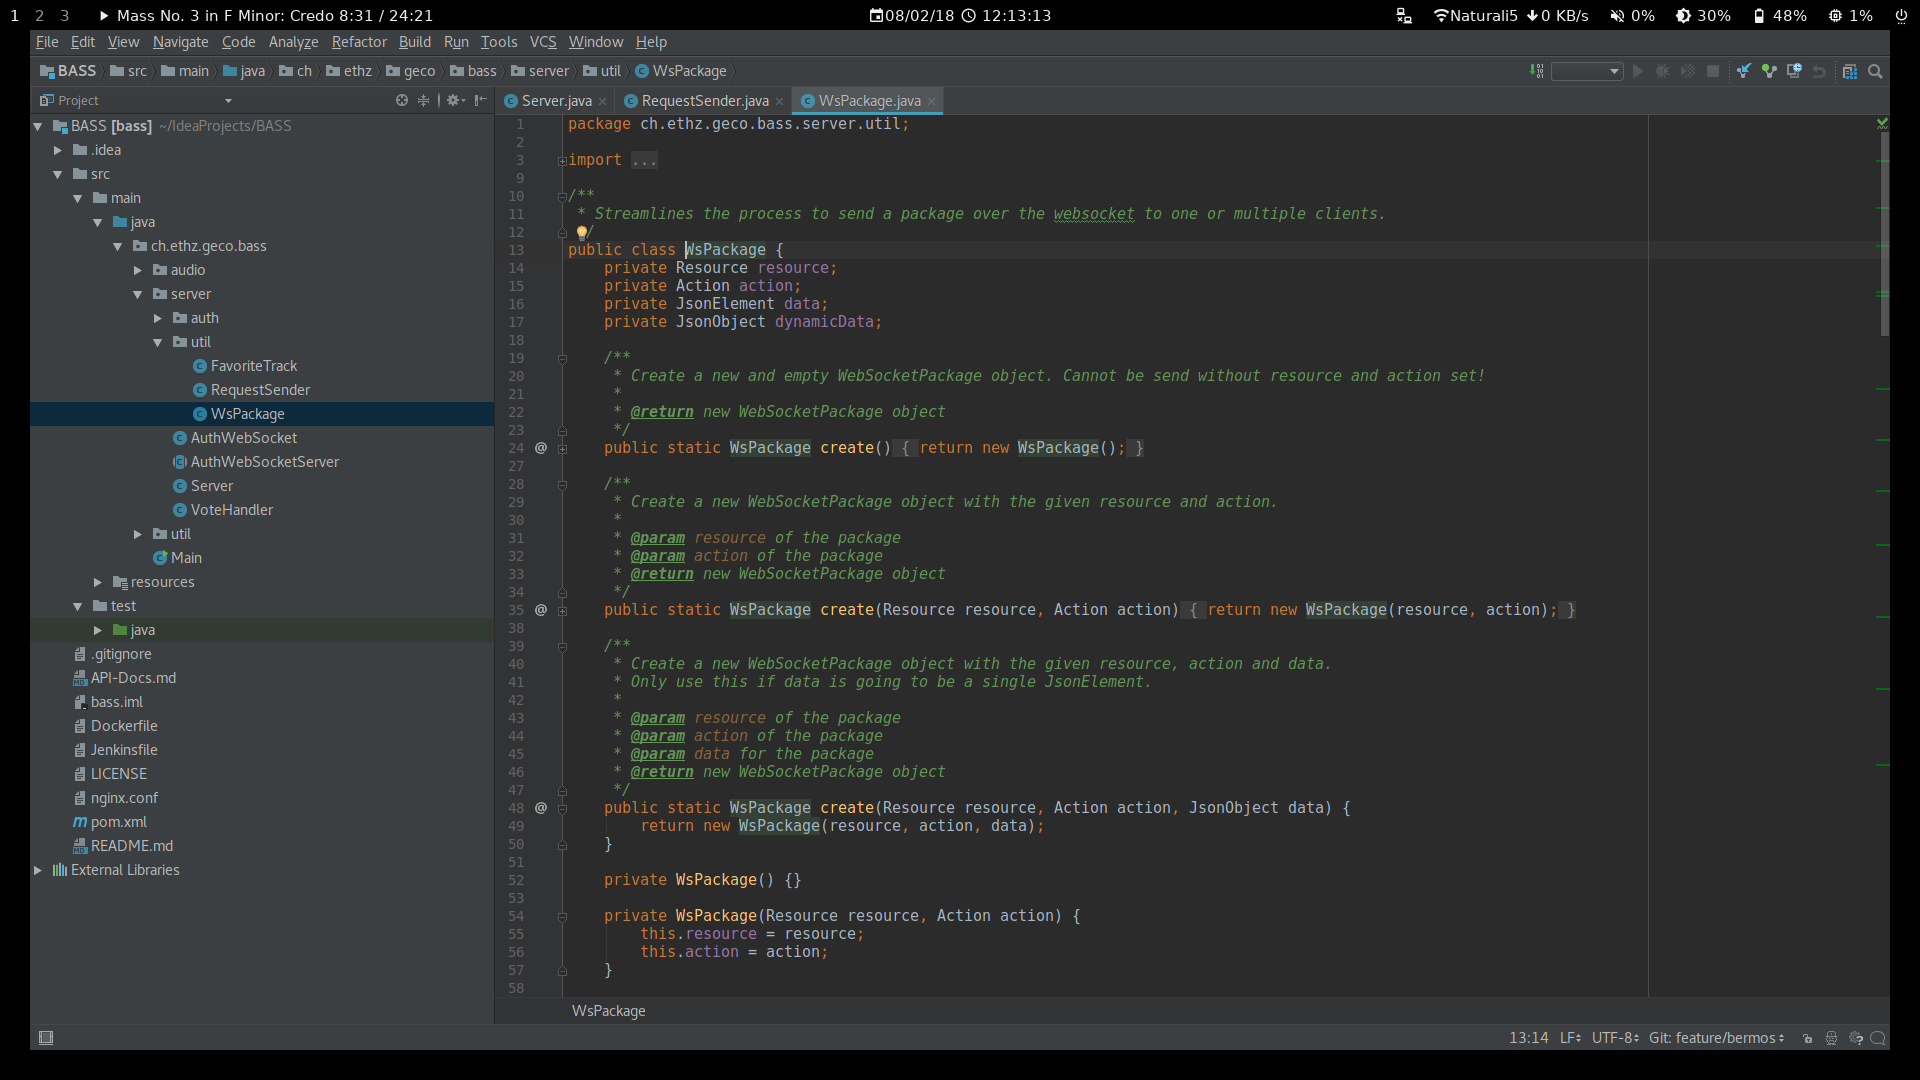 1 2 3 Mass No. 3 in F Minor: Credo 8:31 / 24:21 08/02/18 12:13:13 Naturali5 0 KB/s 0% 30% 48% 1%
File Edit View Navigate Code Analyze Refactor Build Run Tools VCS Window Help
BASS src main java ch ethz geco bass server util WsPackage
Project
Server.java RequestSender.java WsPackage.java
BASS [bass] ~/IdeaProjects/BASS
.idea
src
main
java
ch.ethz.geco.bass
audio
server
auth
util
FavoriteTrack
RequestSender
WsPackage
AuthWebSocket
AuthWebSocketServer
Server
VoteHandler
util
Main
resources
test
java
.gitignore
API-Docs.md
bass.iml
Dockerfile
Jenkinsfile
LICENSE
nginx.conf
pom.xml
README.md
External Libraries
1 package ch.ethz.geco.bass.server.util;
2
3 import ...
9
10 /**
11 * Streamlines the process to send a package over the websocket to one or multiple clients.
12 /
13 public class WsPackage {
14 private Resource resource;
15 private Action action;
16 private JsonElement data;
17 private JsonObject dynamicData;
18
19 /**
20 * Create a new and empty WebSocketPackage object. Cannot be send without resource and action set!
21 *
22 * @return new WebSocketPackage object
23 */
24 @ public static WsPackage create() { return new WsPackage(); }
27
28 /**
29 * Create a new WebSocketPackage object with the given resource and action.
30 *
31 * @param resource of the package
32 * @param action of the package
33 * @return new WebSocketPackage object
34 */
35 @ public static WsPackage create(Resource resource, Action action) { return new WsPackage(resource, action); }
38
39 /**
40 * Create a new WebSocketPackage object with the given resource, action and data.
41 * Only use this if data is going to be a single JsonElement.
42 *
43 * @param resource of the package
44 * @param action of the package
45 * @param data for the package
46 * @return new WebSocketPackage object
47 */
48 @ public static WsPackage create(Resource resource, Action action, JsonObject data) {
49 return new WsPackage(resource, action, data);
50 }
51
52 private WsPackage() {}
53
54 private WsPackage(Resource resource, Action action) {
55 this.resource = resource;
56 this.action = action;
57 }
58
WsPackage
13:14 LF UTF-8 Git: feature/bermos